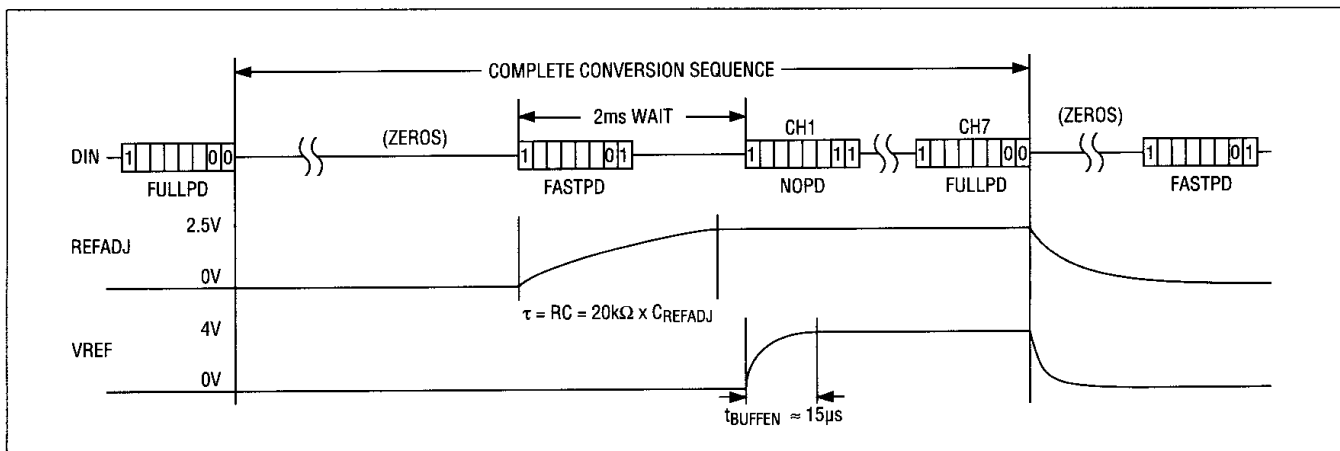 COMPLETE CONVERSION SEQUENCE
2ms WAIT
(ZEROS)
CH1
CH7
(ZEROS)
DIN
1 0 0
1 0 1
1 1 1
1 0 0
1 0 1
FULLPD
FASTPD
NOPD
FULLPD
FASTPD
2.5V
REFADJ
0V
τ = RC = 20kΩ x CREFADJ
4V
VREF
0V
tBUFFEN ≈ 15μs